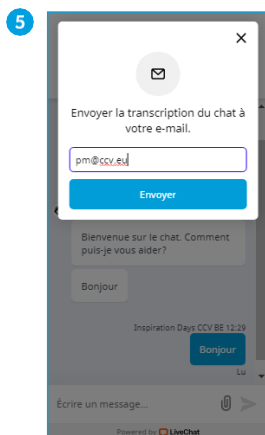 5
Envoyer la transcription du chat à
votre e-mail.
pm@ccv.eu
Envoyer
Bienvenue sur le chat. Comment
puis-je vous aider?
Bonjour
Inspiration Days CCV BE 12:29
Bonjour
Lu
Écrire un message...
Powered by LiveChat